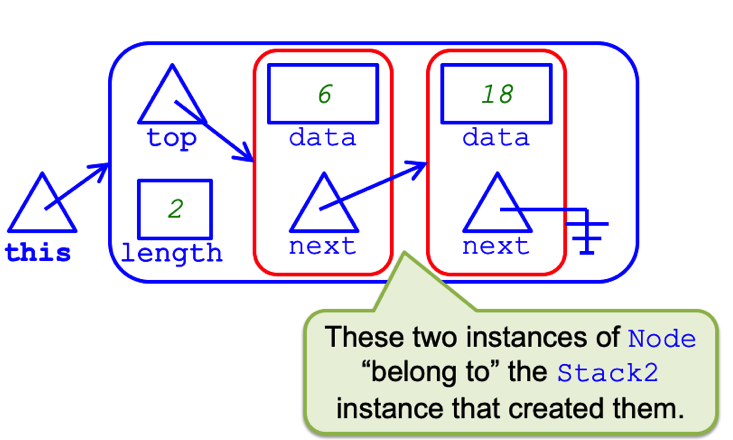 6
18
top
data
data
2
this
length
next
next
These two instances of Node
“belong to” the Stack2
instance that created them.